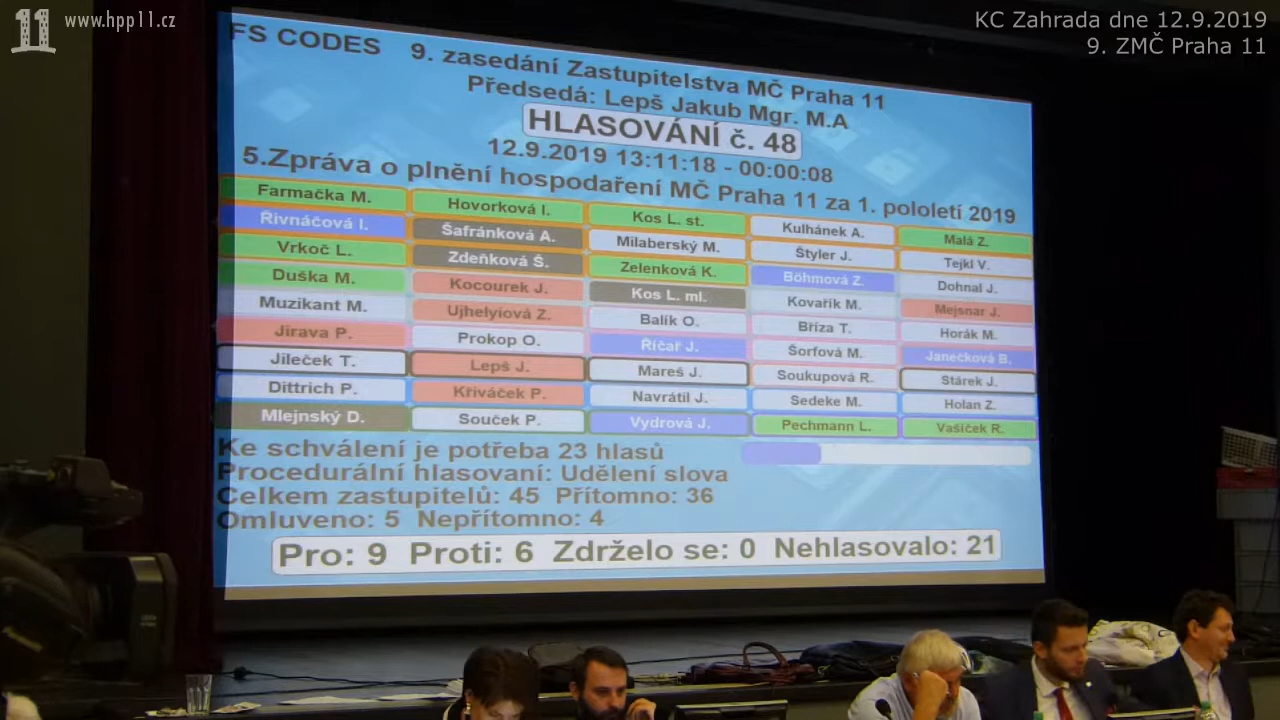 11 www.hpp11.cz
KC Zahrada dne 12.9.2019
9. ZMČ Praha 11
FS CODES 9. zasedání Zastupitelstva MČ Praha 11
Předsedá: Lepš Jakub Mgr. M.A
HLASOVÁNÍ č. 48
12.9.2019 13:11:18 - 00:00:08
5.Zpráva o plnění hospodaření MČ Praha 11 za 1. pololetí 2019
Farmačka M. Hovorková I. Kos L. st. Kulhánek A. Malá Z.
Řivnáčová I. Šafránková A. Milaberský M. Štyler J. Tejkl V.
Vrkoč L. Zdeňková Š. Zelenková K. Böhmová Z. Dohnal J.
Duška M. Kocourek J. Kos L. ml. Kovařík M. Mejsnar J.
Muzikant M. Ujhelyiová Z. Balík O. Bříza T. Horák M.
Jirava P. Prokop O. Říčař J. Šorfová M. Janečková B.
Jíleček T. Lepš J. Mareš J. Soukupová R. Stárek J.
Dittrich P. Křiváček P. Navrátil J. Sedeke M. Holan Z.
Mlejnský D. Souček P. Vydrová J. Pechmann L. Vašíček R.
Ke schválení je potřeba 23 hlasů
Procedurální hlasovaní: Udělení slova
Celkem zastupitelů: 45 Přítomno: 36
Omluveno: 5 Nepřítomno: 4
Pro: 9 Proti: 6 Zdrželo se: 0 Nehlasovalo: 21